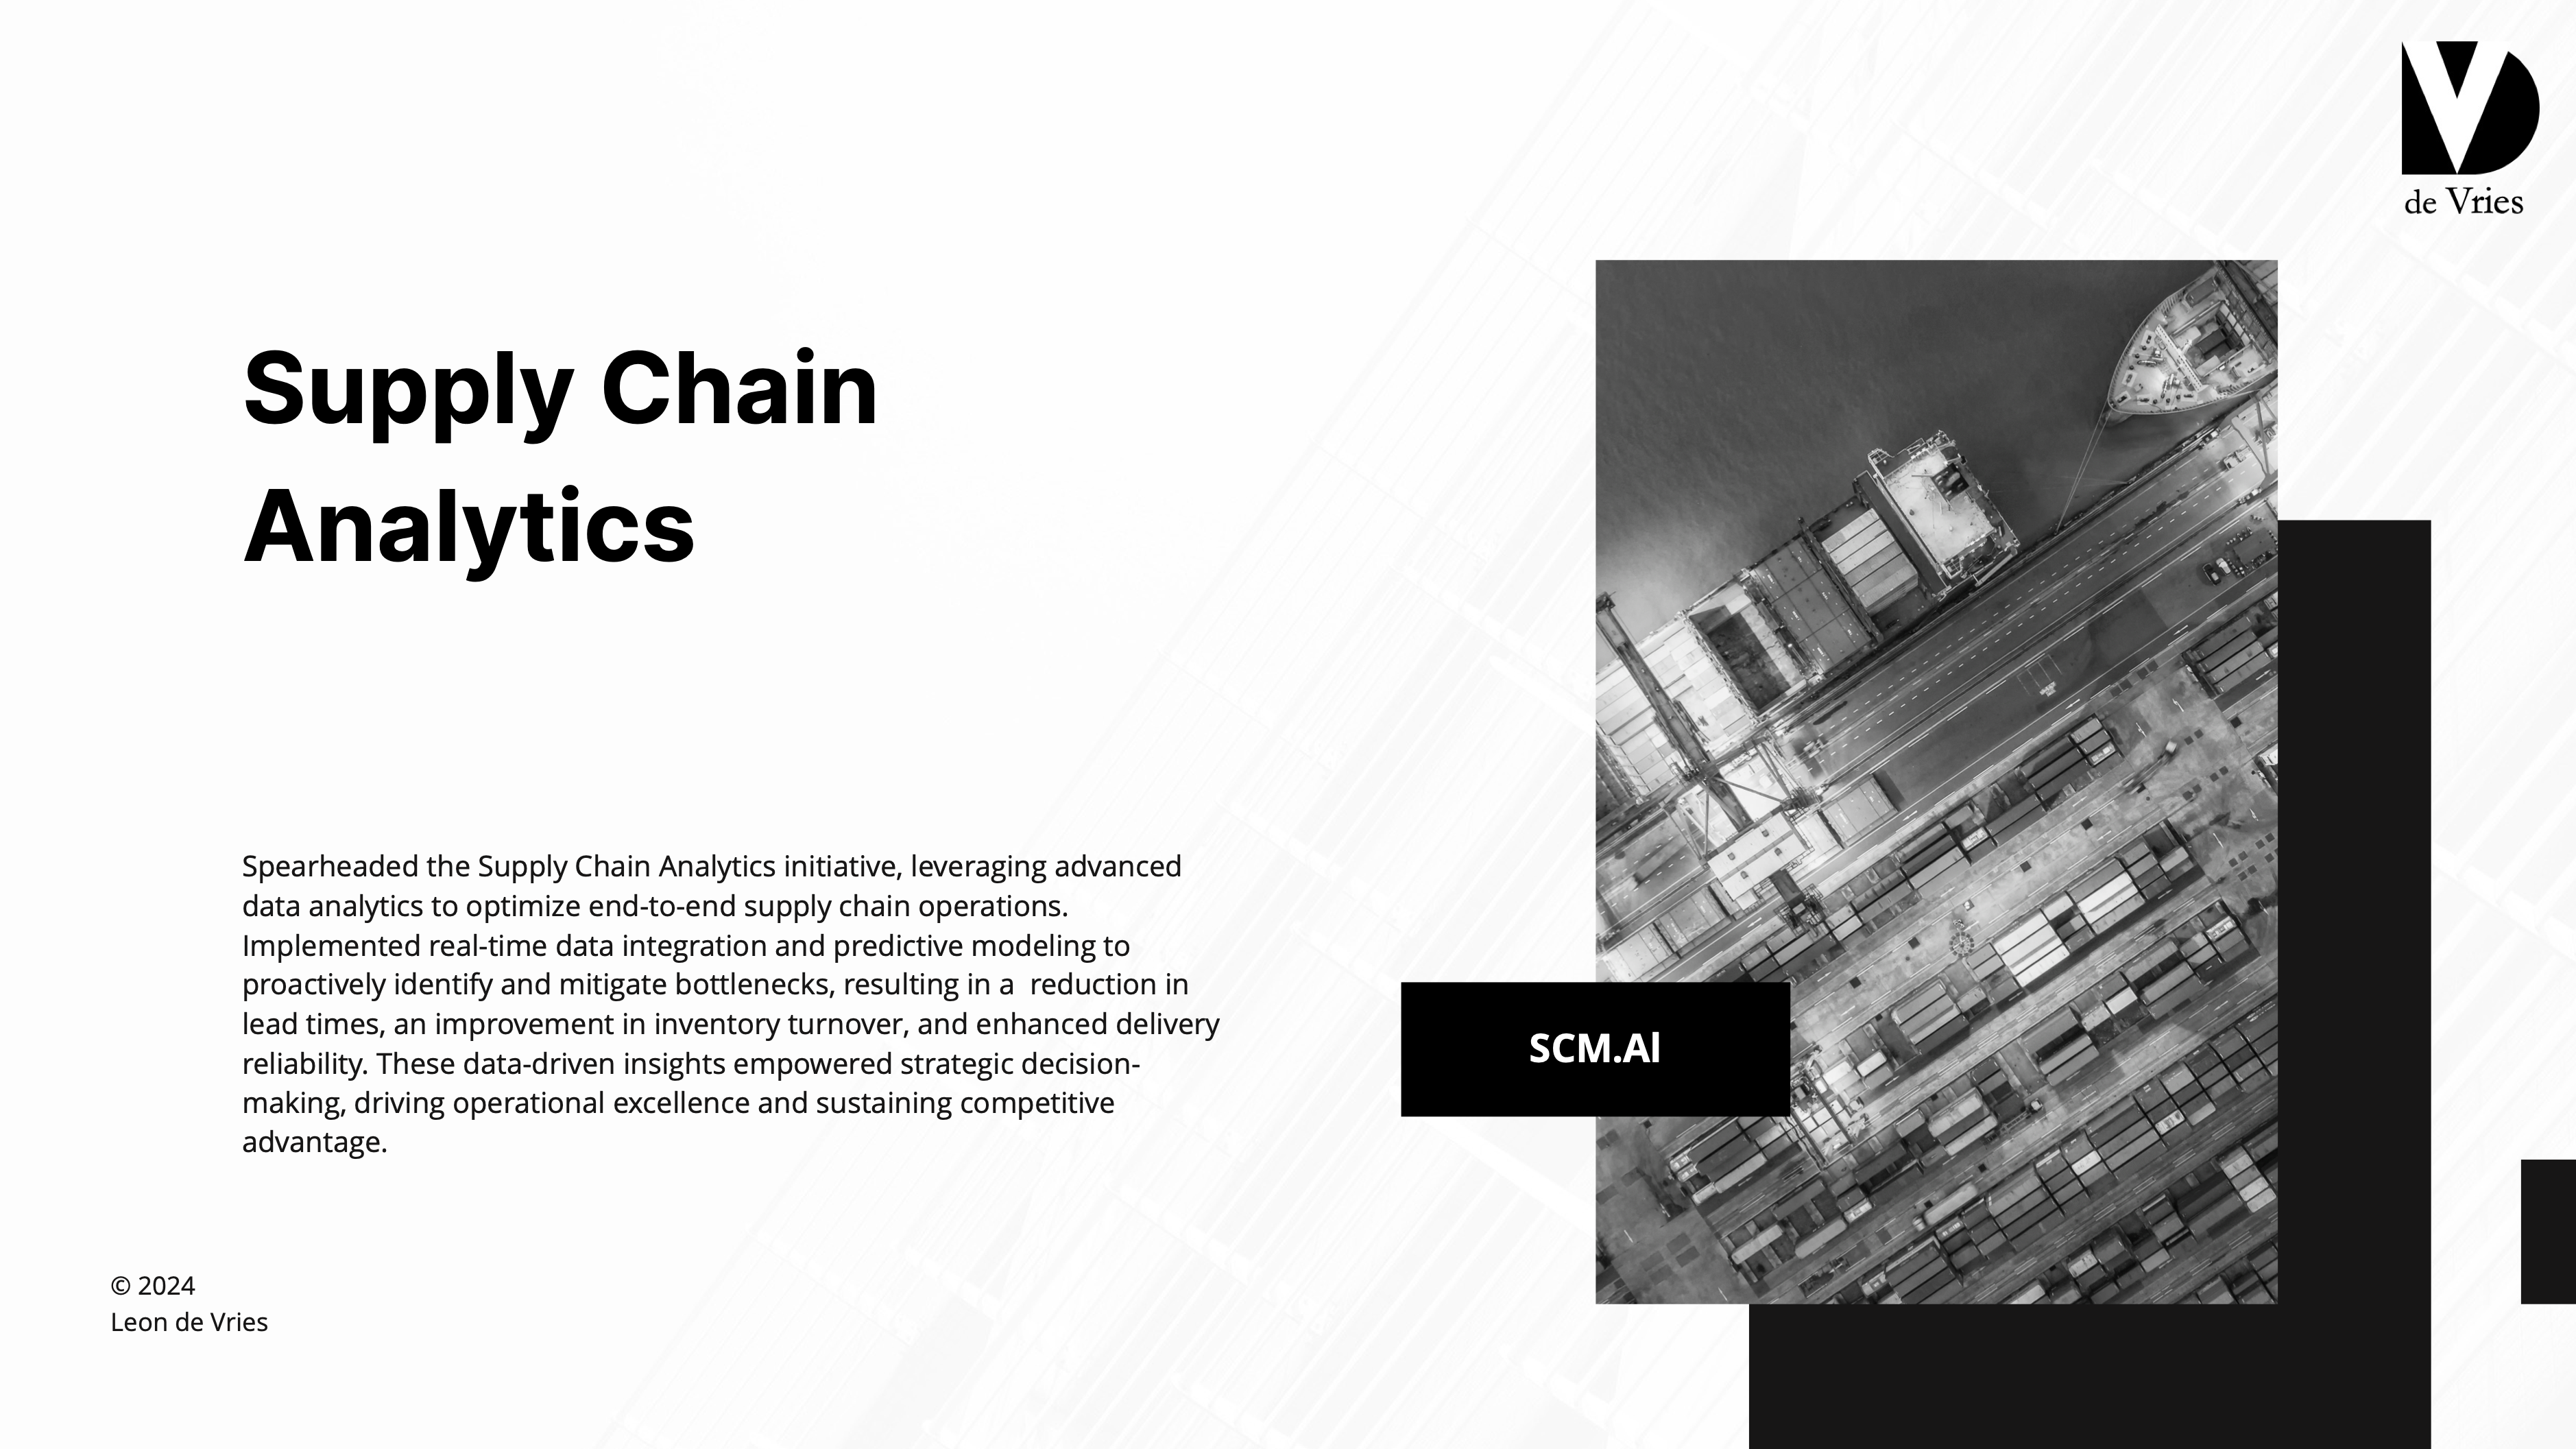 de Vries
Supply Chain
Analytics
Spearheaded the Supply Chain Analytics initiative, leveraging advanced
data analytics to optimize end-to-end supply chain operations.
Implemented real-time data integration and predictive modeling to
proactively identify and mitigate bottlenecks, resulting in a  reduction in
lead times, an improvement in inventory turnover, and enhanced delivery
reliability. These data-driven insights empowered strategic decision-
making, driving operational excellence and sustaining competitive
advantage.
SCM.Al
© 2024
Leon de Vries